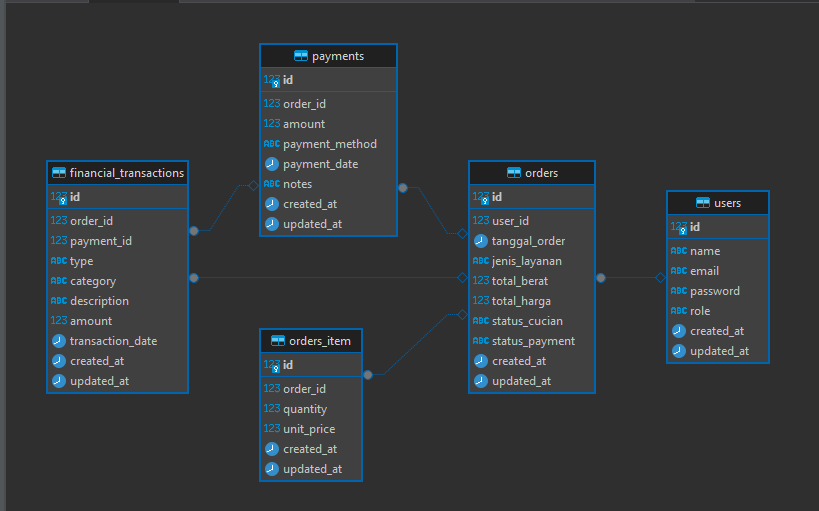 payments
123 id
123 order_id
123 amount
ABC payment_method
payment_date
ABC notes
created_at
updated_at
financial_transactions
123 id
123 order_id
123 payment_id
ABC type
ABC category
ABC description
123 amount
transaction_date
created_at
updated_at
orders
123 id
123 user_id
tanggal_order
ABC jenis_layanan
123 total_berat
123 total_harga
ABC status_cucian
ABC status_payment
created_at
updated_at
users
123 id
ABC name
ABC email
ABC password
ABC role
created_at
updated_at
orders_item
123 id
123 order_id
123 quantity
123 unit_price
created_at
updated_at